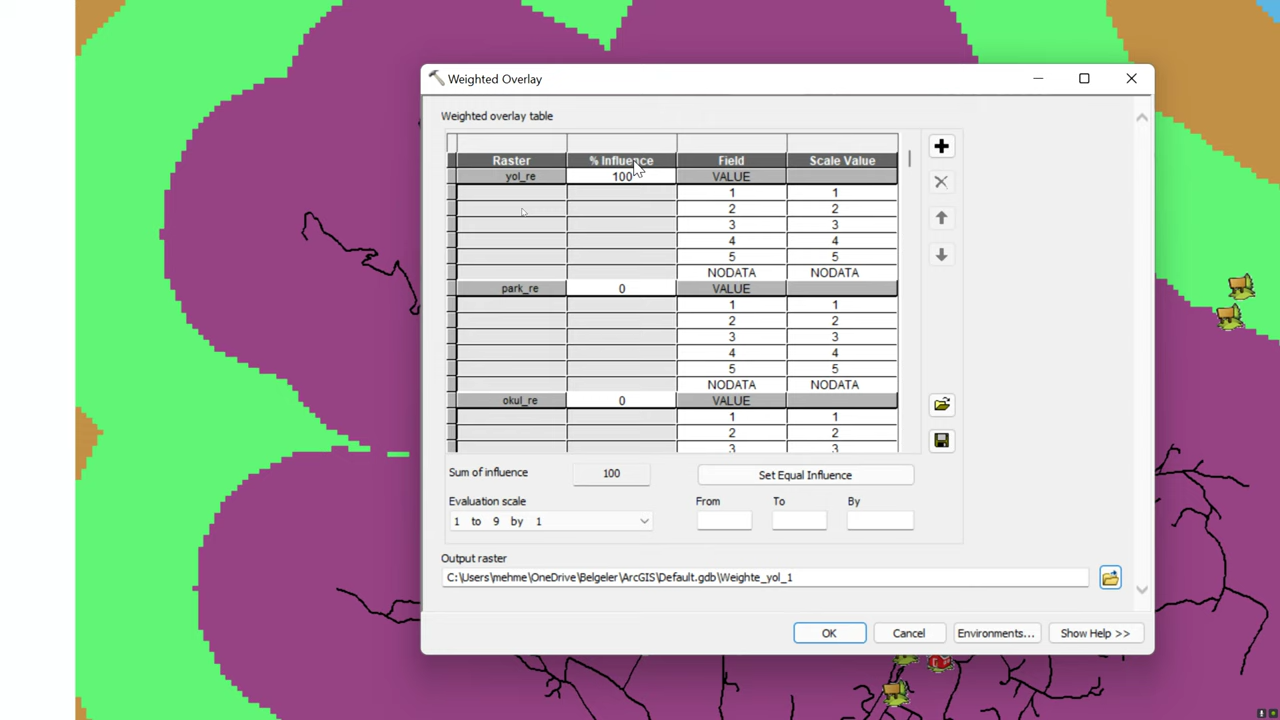 Weighted Overlay
Weighted overlay table
Raster % Influence Field Scale Value
yol_re 100 VALUE
1 1
2 2
3 3
4 4
5 5
NODATA NODATA
park_re 0 VALUE
1 1
2 2
3 3
4 4
5 5
NODATA NODATA
okul_re 0 VALUE
1 1
2 2
3 3
Sum of influence 100 Set Equal Influence
Evaluation scale From To By
1 to 9 by 1
Output raster
C:\Users\mehme\OneDrive\Belgeler\ArcGIS\Default.gdb\Weighte_yol_1
OK Cancel Environments... Show Help >>